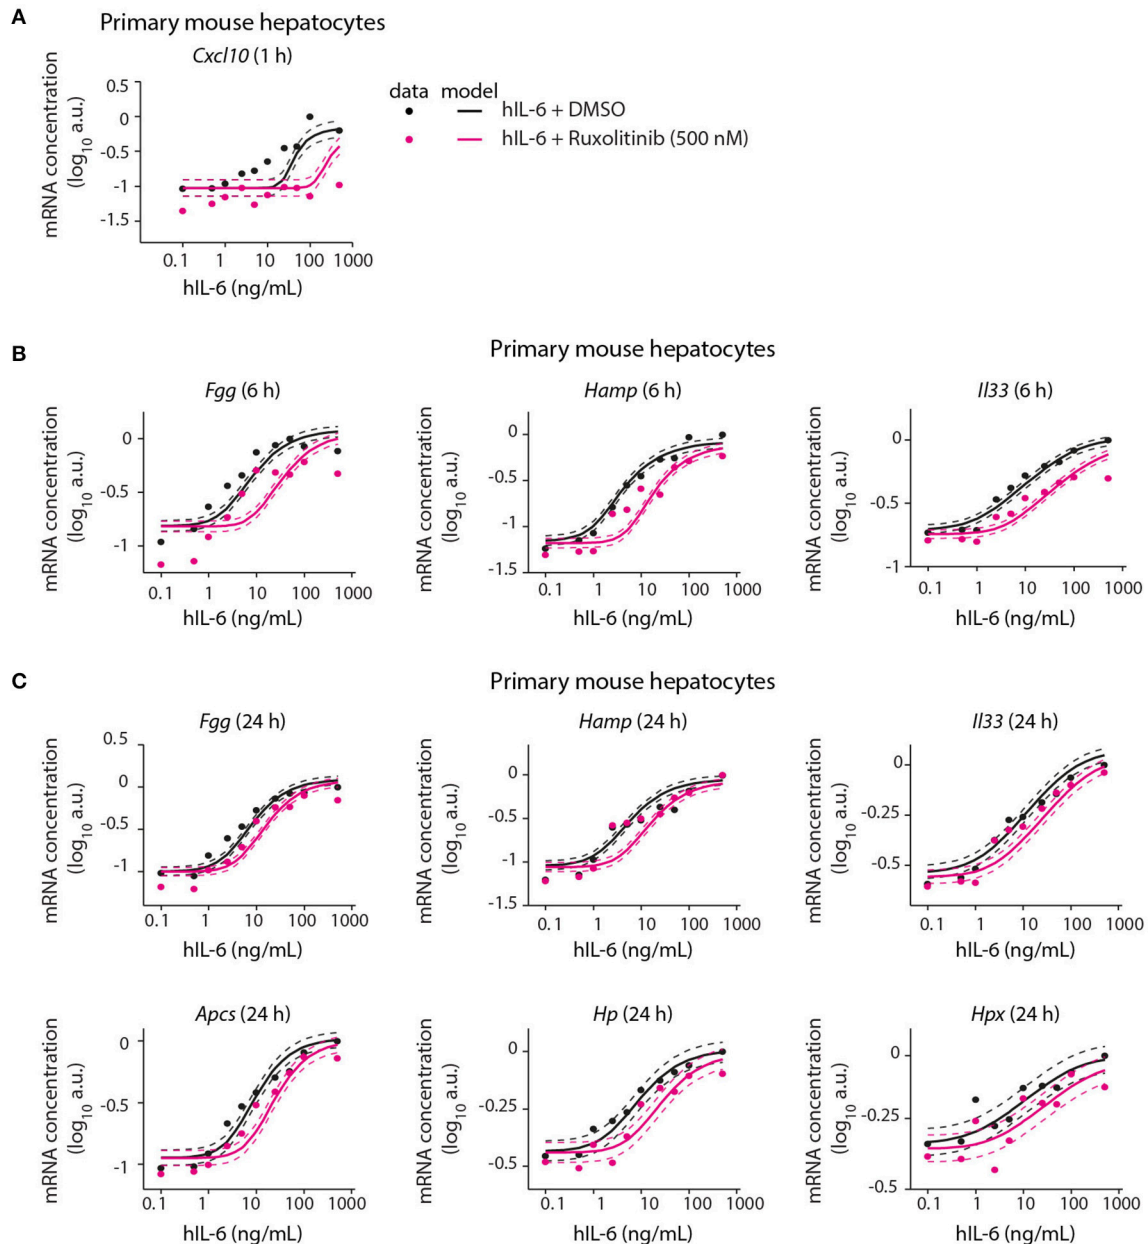 A
Primary mouse hepatocytes
Cxcl10 (1 h)
mRNA concentration
(log10 a.u.)
0.5
0
-0.5
-1
-1.5
0.1 1 10 100 1000
hIL-6 (ng/mL)
data model
hIL-6 + DMSO
hIL-6 + Ruxolitinib (500 nM)
B
Primary mouse hepatocytes
Fgg (6 h)
mRNA concentration
(log10 a.u.)
0
-0.5
-1
0.1 1 10 100 1000
hIL-6 (ng/mL)
Hamp (6 h)
mRNA concentration
(log10 a.u.)
0
-0.5
-1
-1.5
0.1 1 10 100 1000
hIL-6 (ng/mL)
Il33 (6 h)
mRNA concentration
(log10 a.u.)
0
-0.5
-1
0.1 1 10 100 1000
hIL-6 (ng/mL)
C
Primary mouse hepatocytes
Fgg (24 h)
mRNA concentration
(log10 a.u.)
0.5
0
-0.5
-1
0.1 1 10 100 1000
hIL-6 (ng/mL)
Hamp (24 h)
mRNA concentration
(log10 a.u.)
0
-0.5
-1
-1.5
0.1 1 10 100 1000
hIL-6 (ng/mL)
Il33 (24 h)
mRNA concentration
(log10 a.u.)
0
-0.25
-0.5
0.1 1 10 100 1000
hIL-6 (ng/mL)
Apcs (24 h)
mRNA concentration
(log10 a.u.)
0
-0.5
-1
0.1 1 10 100 1000
hIL-6 (ng/mL)
Hp (24 h)
mRNA concentration
(log10 a.u.)
0
-0.25
-0.5
0.1 1 10 100 1000
hIL-6 (ng/mL)
Hpx (24 h)
mRNA concentration
(log10 a.u.)
0
-0.25
-0.5
0.1 1 10 100 1000
hIL-6 (ng/mL)